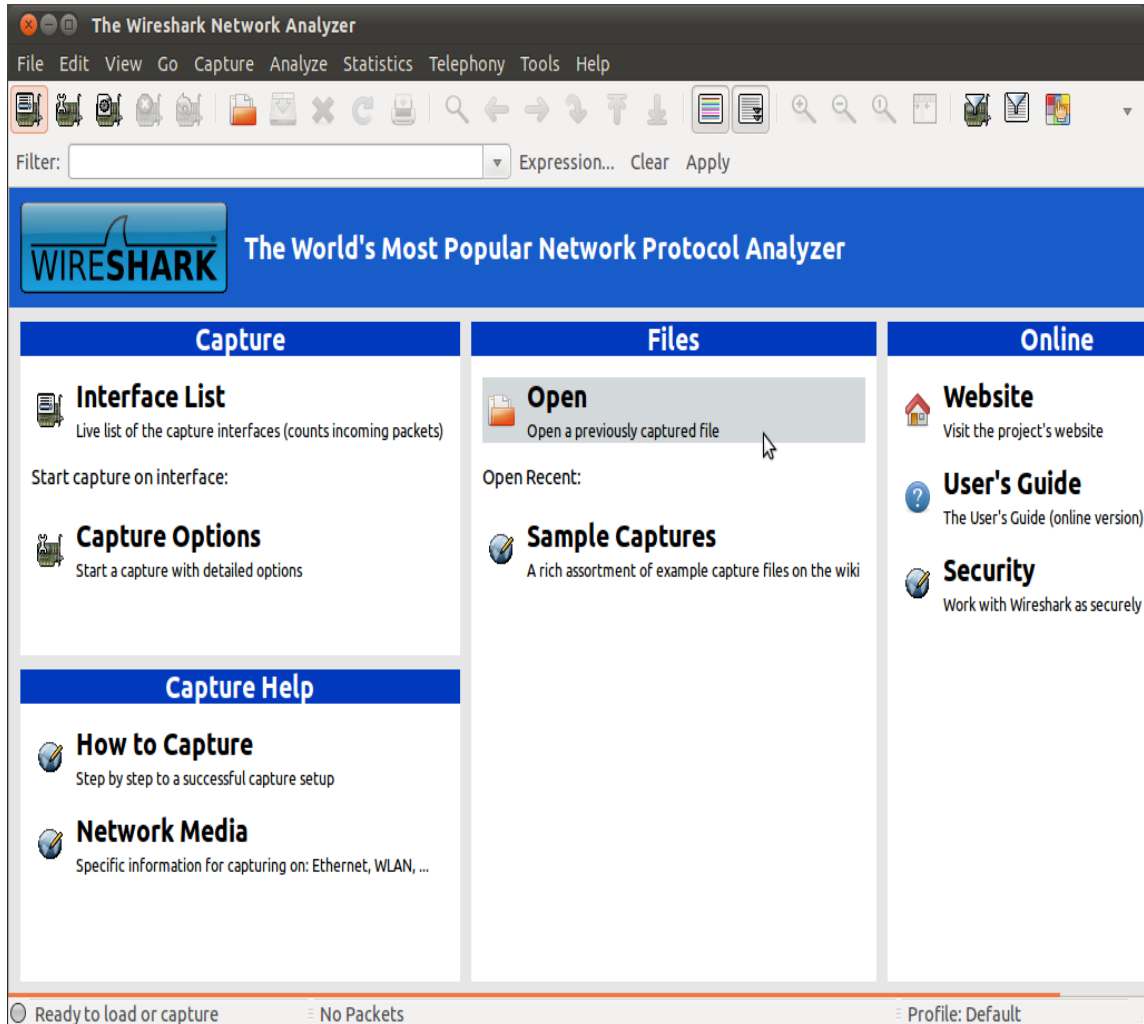 The Wireshark Network Analyzer
File Edit View Go Capture Analyze Statistics Telephony Tools Help
Filter: Expression... Clear Apply
WIRESHARK
The World's Most Popular Network Protocol Analyzer
Capture
Interface List
Live list of the capture interfaces (counts incoming packets)
Start capture on interface:
Capture Options
Start a capture with detailed options
Capture Help
How to Capture
Step by step to a successful capture setup
Network Media
Specific information for capturing on: Ethernet, WLAN, ...
Files
Open
Open a previously captured file
Open Recent:
Sample Captures
A rich assortment of example capture files on the wiki
Online
Website
Visit the project's website
User's Guide
The User's Guide (online version)
Security
Work with Wireshark as securely
Ready to load or capture
No Packets
Profile: Default